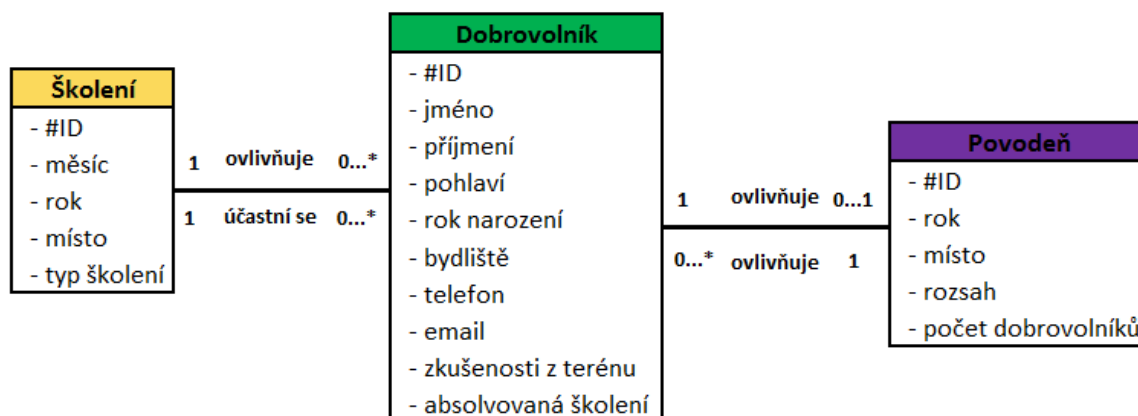 Školení
- #ID
- měsíc
- rok
- místo
- typ školení
1 ovlivňuje 0...*
1 účastní se 0...*
Dobrovolník
- #ID
- jméno
- příjmení
- pohlaví
- rok narození
- bydliště
- telefon
- email
- zkušenosti z terénu
- absolvovaná školení
1 ovlivňuje 0...1
0...* ovlivňuje 1
Povodeň
- #ID
- rok
- místo
- rozsah
- počet dobrovolníků